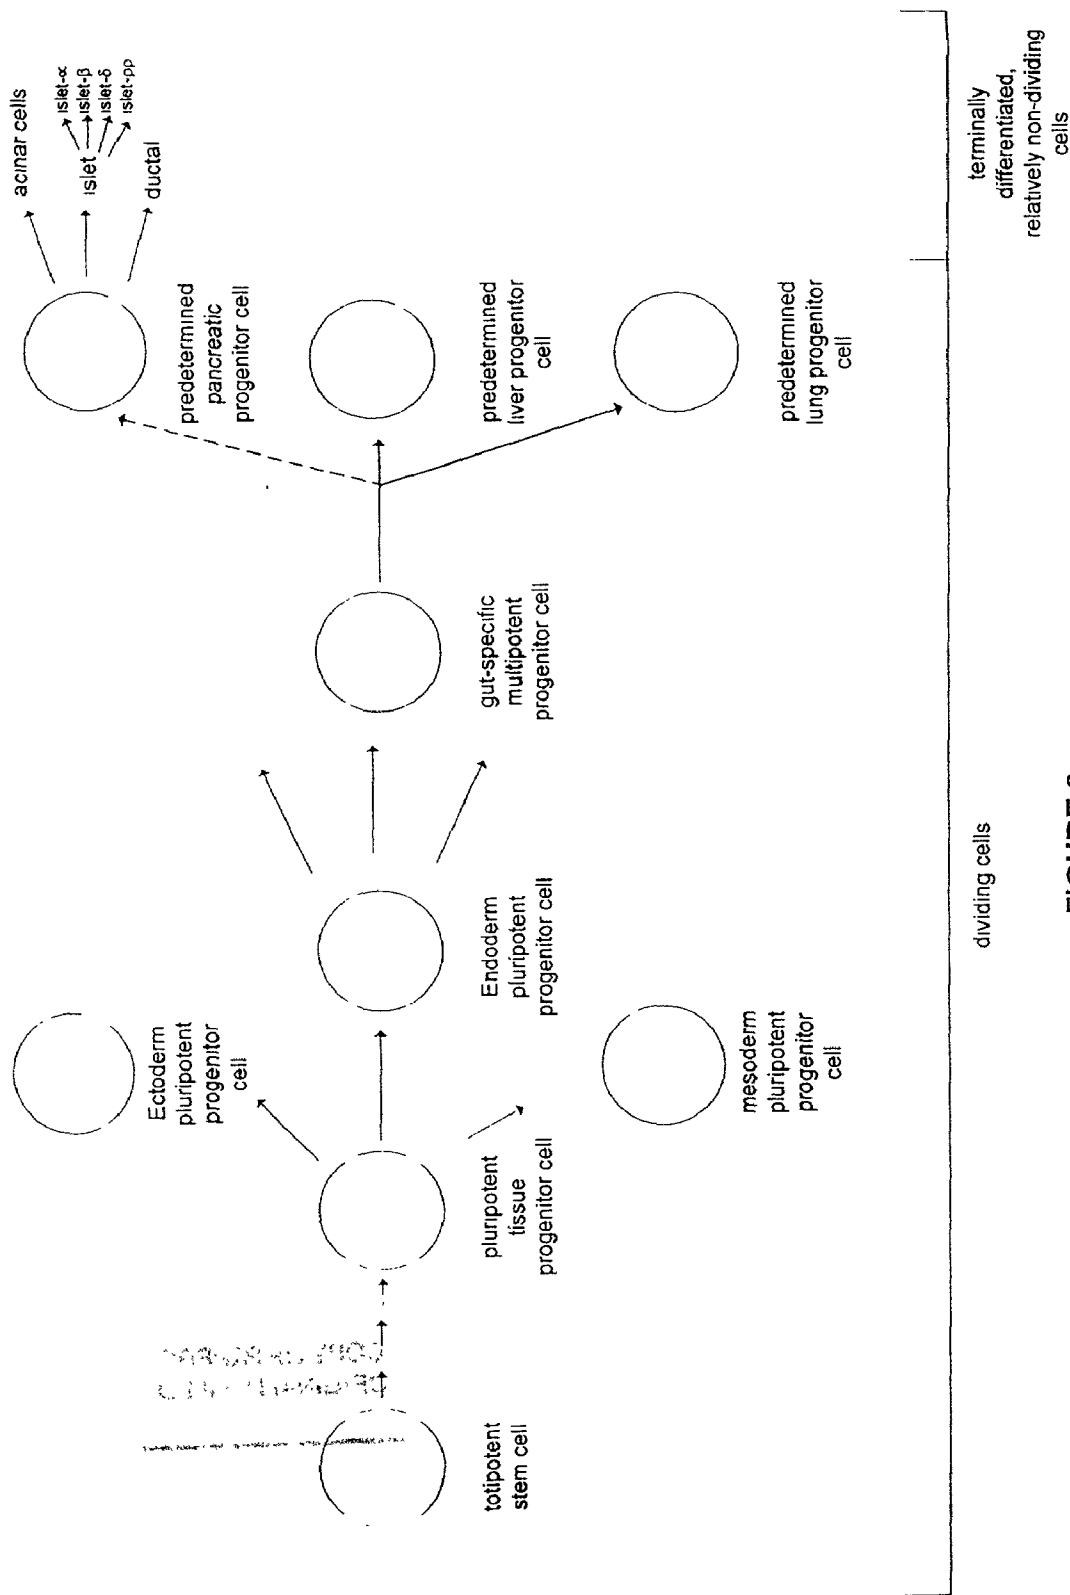 totipotent
stem cell
pluripotent
tissue
progenitor cell
Ectoderm
pluripotent
progenitor
cell
Endoderm
pluripotent
progenitor cell
mesoderm
pluripotent
progenitor
cell
gut-specific
multipotent
progenitor cell
predetermined
pancreatic
progenitor cell
predetermined
liver progenitor
cell
predetermined
lung progenitor
cell
acinar cells
islet
islet-α
islet-β
islet-δ
islet-pp
ductal
dividing cells
terminally
differentiated,
relatively non-dividing
cells
FIGURE